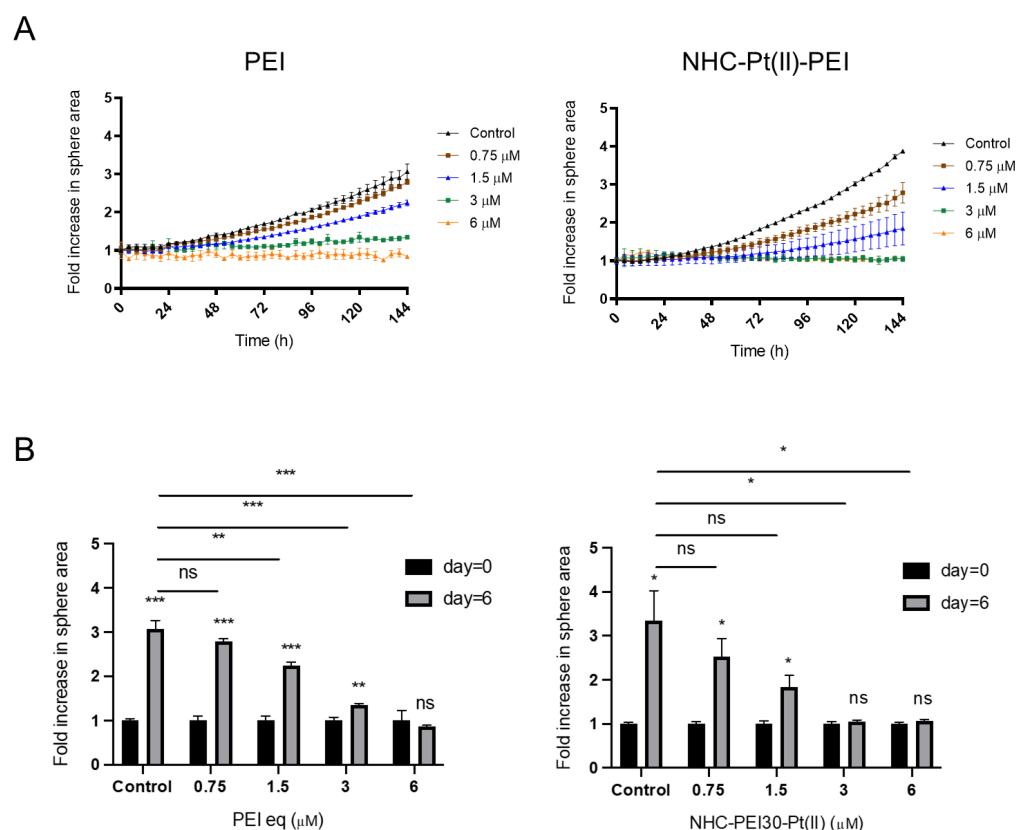 A
PEI
NHC-Pt(II)-PEI
Fold increase in sphere area
5
4
3
2
1
0
0
24
48
72
96
120
144
Time (h)
Control
0.75 µM
1.5 µM
3 µM
6 µM
Fold increase in sphere area
5
4
3
2
1
0
0
24
48
72
96
120
144
Time (h)
Control
0.75 µM
1.5 µM
3 µM
6 µM
B
***
***
**
ns
***
***
***
**
ns
Fold increase in sphere area
5
4
3
2
1
0
Control
0.75
1.5
3
6
PEI eq (µM)
day=0
day=6
*
*
ns
ns
*
*
*
ns
ns
Fold increase in sphere area
5
4
3
2
1
0
Control
0.75
1.5
3
6
NHC-PEI30-Pt(II) (µM)
day=0
day=6